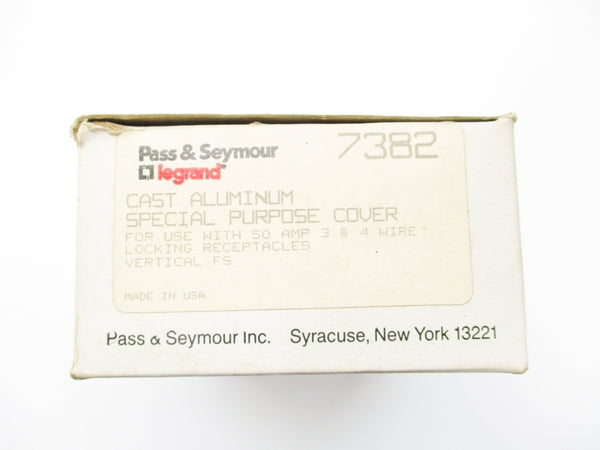 Pass & Seymour
legrand
7382
CAST ALUMINUM
SPECIAL PURPOSE COVER
FOR USE WITH 50 AMP 3 & 4 WIRE
LOCKING RECEPTACLES
VERTICAL, FS
MADE IN USA
Pass & Seymour Inc. Syracuse, New York 13221